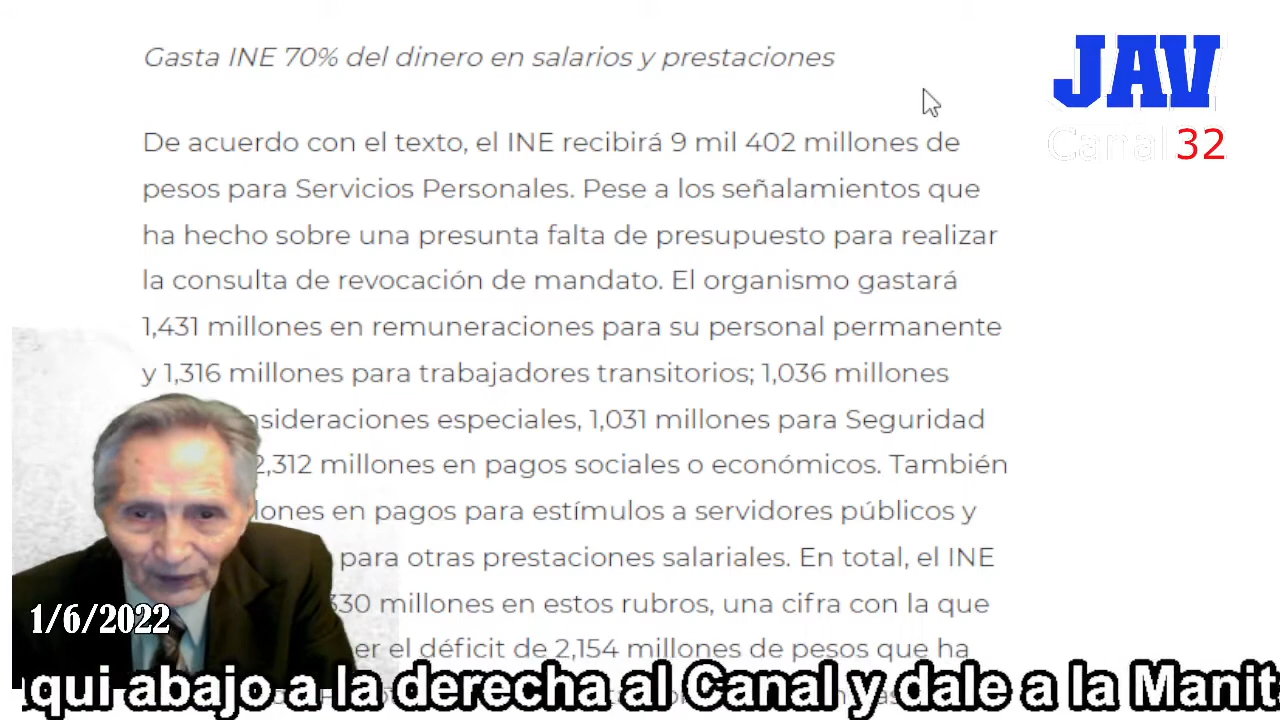 Gasta INE 70% del dinero en salarios y prestaciones
JAV
Canal 32
De acuerdo con el texto, el INE recibirá 9 mil 402 millones de
pesos para Servicios Personales. Pese a los señalamientos que
ha hecho sobre una presunta falta de presupuesto para realizar
la consulta de revocación de mandato. El organismo gastará
1,431 millones en remuneraciones para su personal permanente
y 1,316 millones para trabajadores transitorios; 1,036 millones
nsideraciones especiales, 1,031 millones para Seguridad
2,312 millones en pagos sociales o económicos. También
lones en pagos para estímulos a servidores públicos y
para otras prestaciones salariales. En total, el INE
330 millones en estos rubros, una cifra con la que
er el déficit de 2,154 millones de pesos que ha
1/6/2022
qui abajo a la derecha al Canal y dale a la Manit